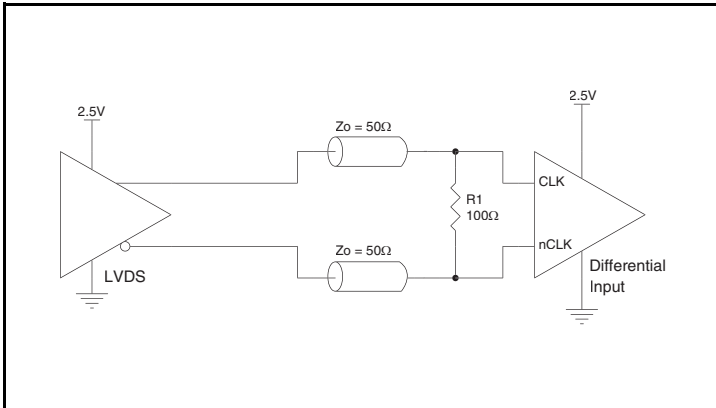 2.5V
2.5V
Zo = 50Ω
CLK
R1
100Ω
nCLK
Zo = 50Ω
LVDS
Differential
Input